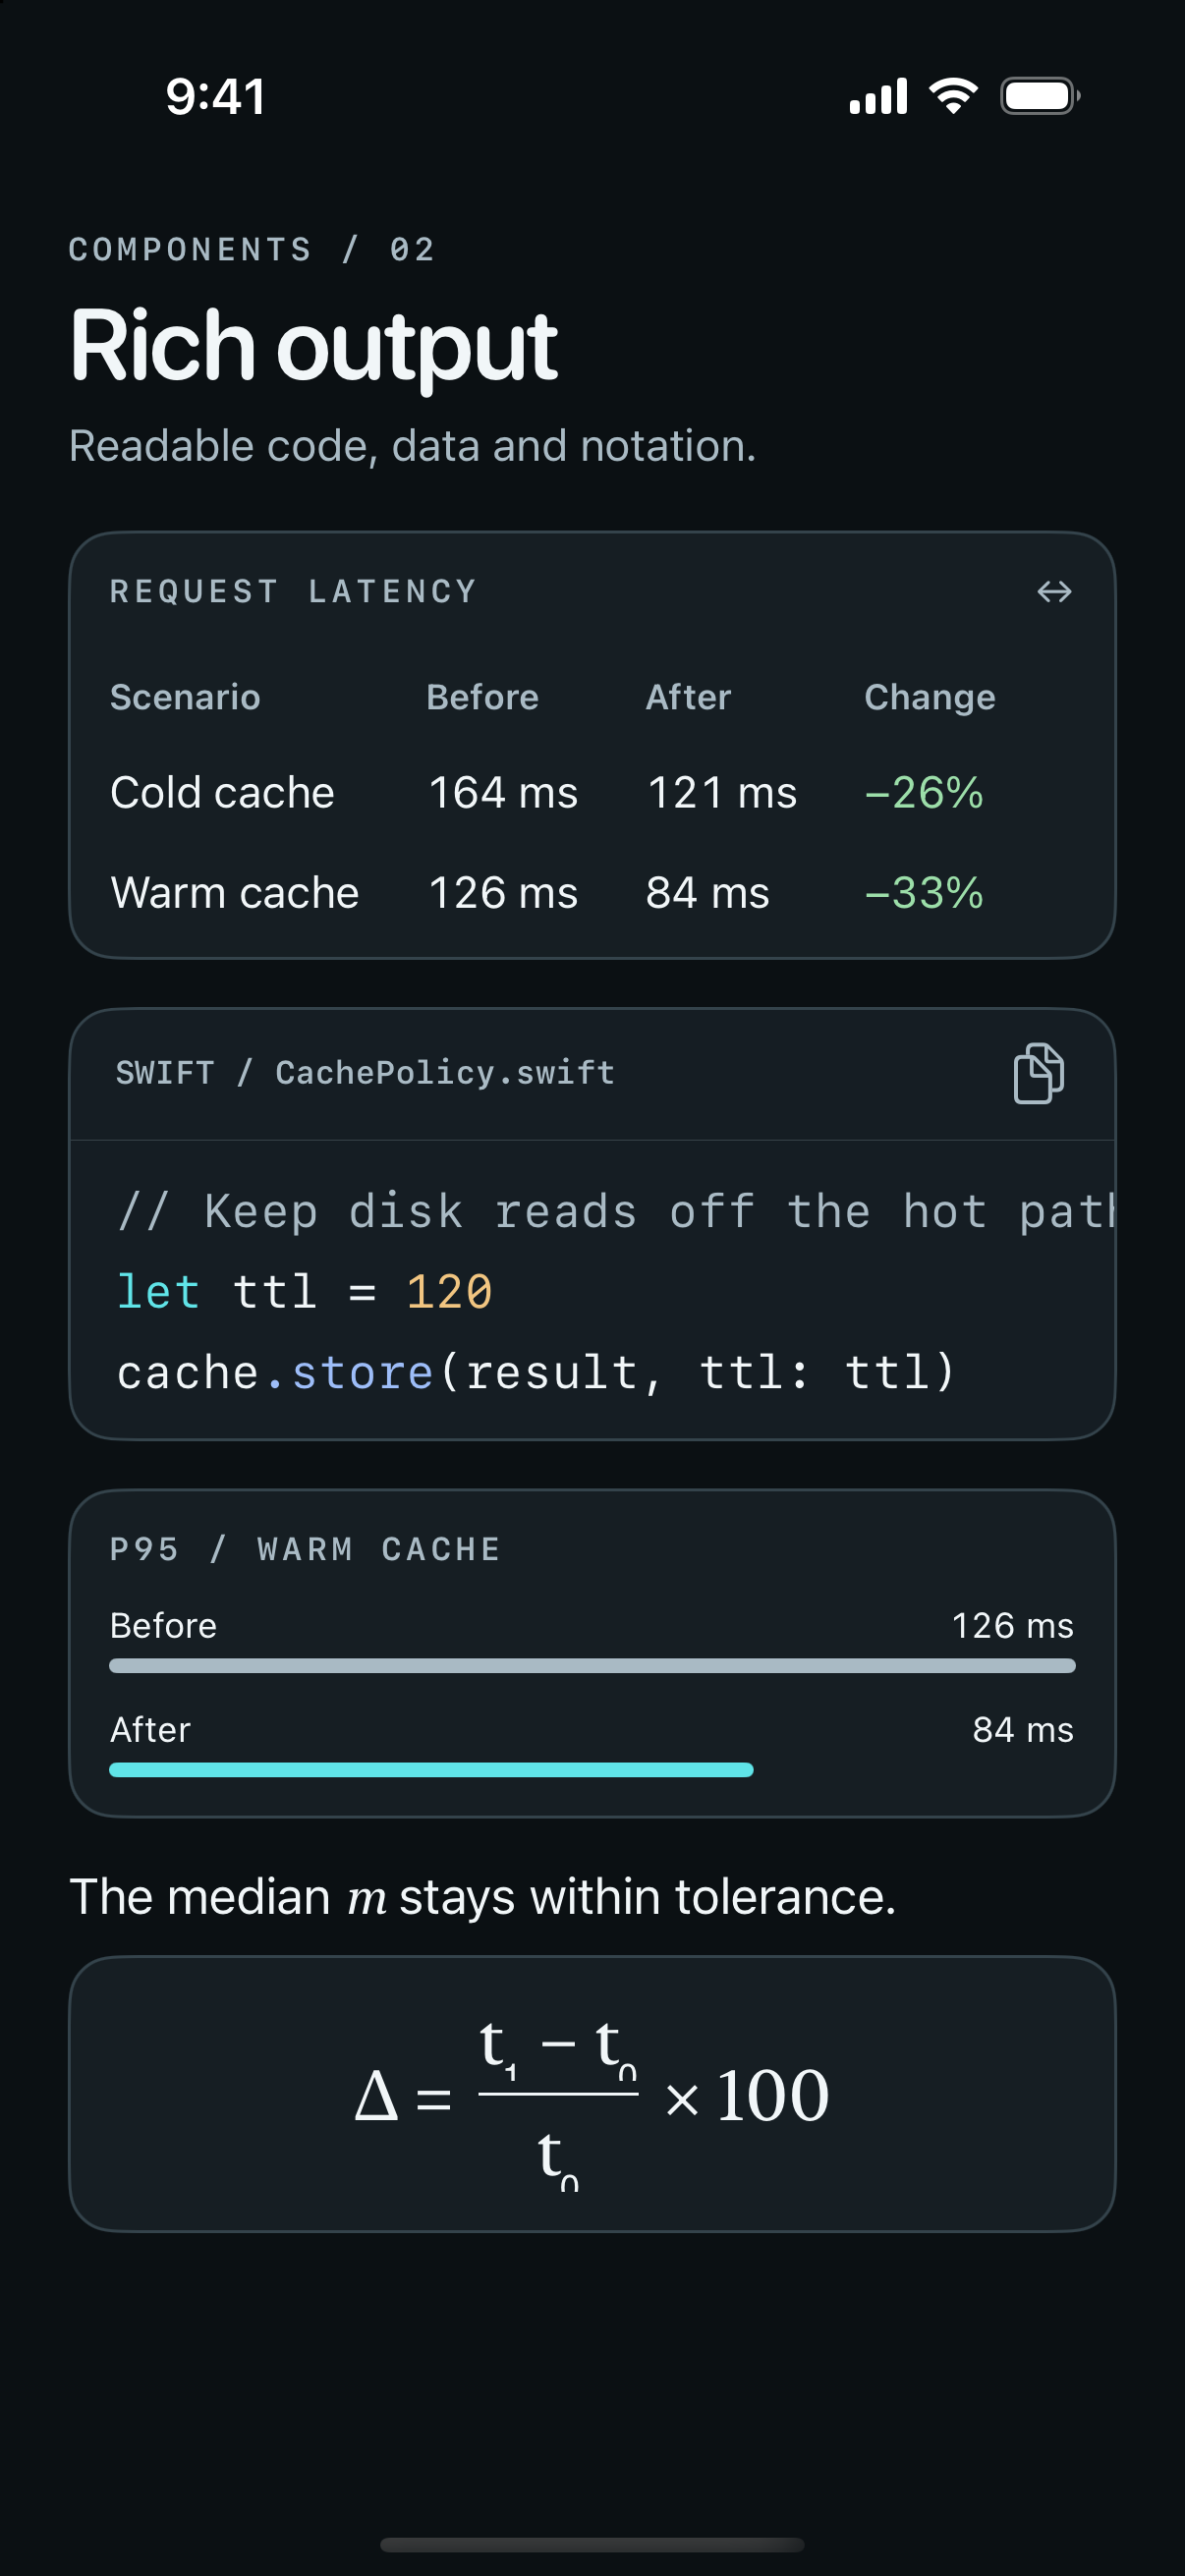 9:41
COMPONENTS / 02
Rich output
Readable code, data and notation.
REQUEST LATENCY
Scenario Before After Change
Cold cache 164 ms 121 ms –26%
Warm cache 126 ms 84 ms –33%
SWIFT / CachePolicy.swift
// Keep disk reads off the hot path
let ttl = 120
cache.store(result, ttl: ttl)
P95 / WARM CACHE
Before 126 ms
After 84 ms
The median m stays within tolerance.
t₁ − t₀
Δ = × 100
t₀